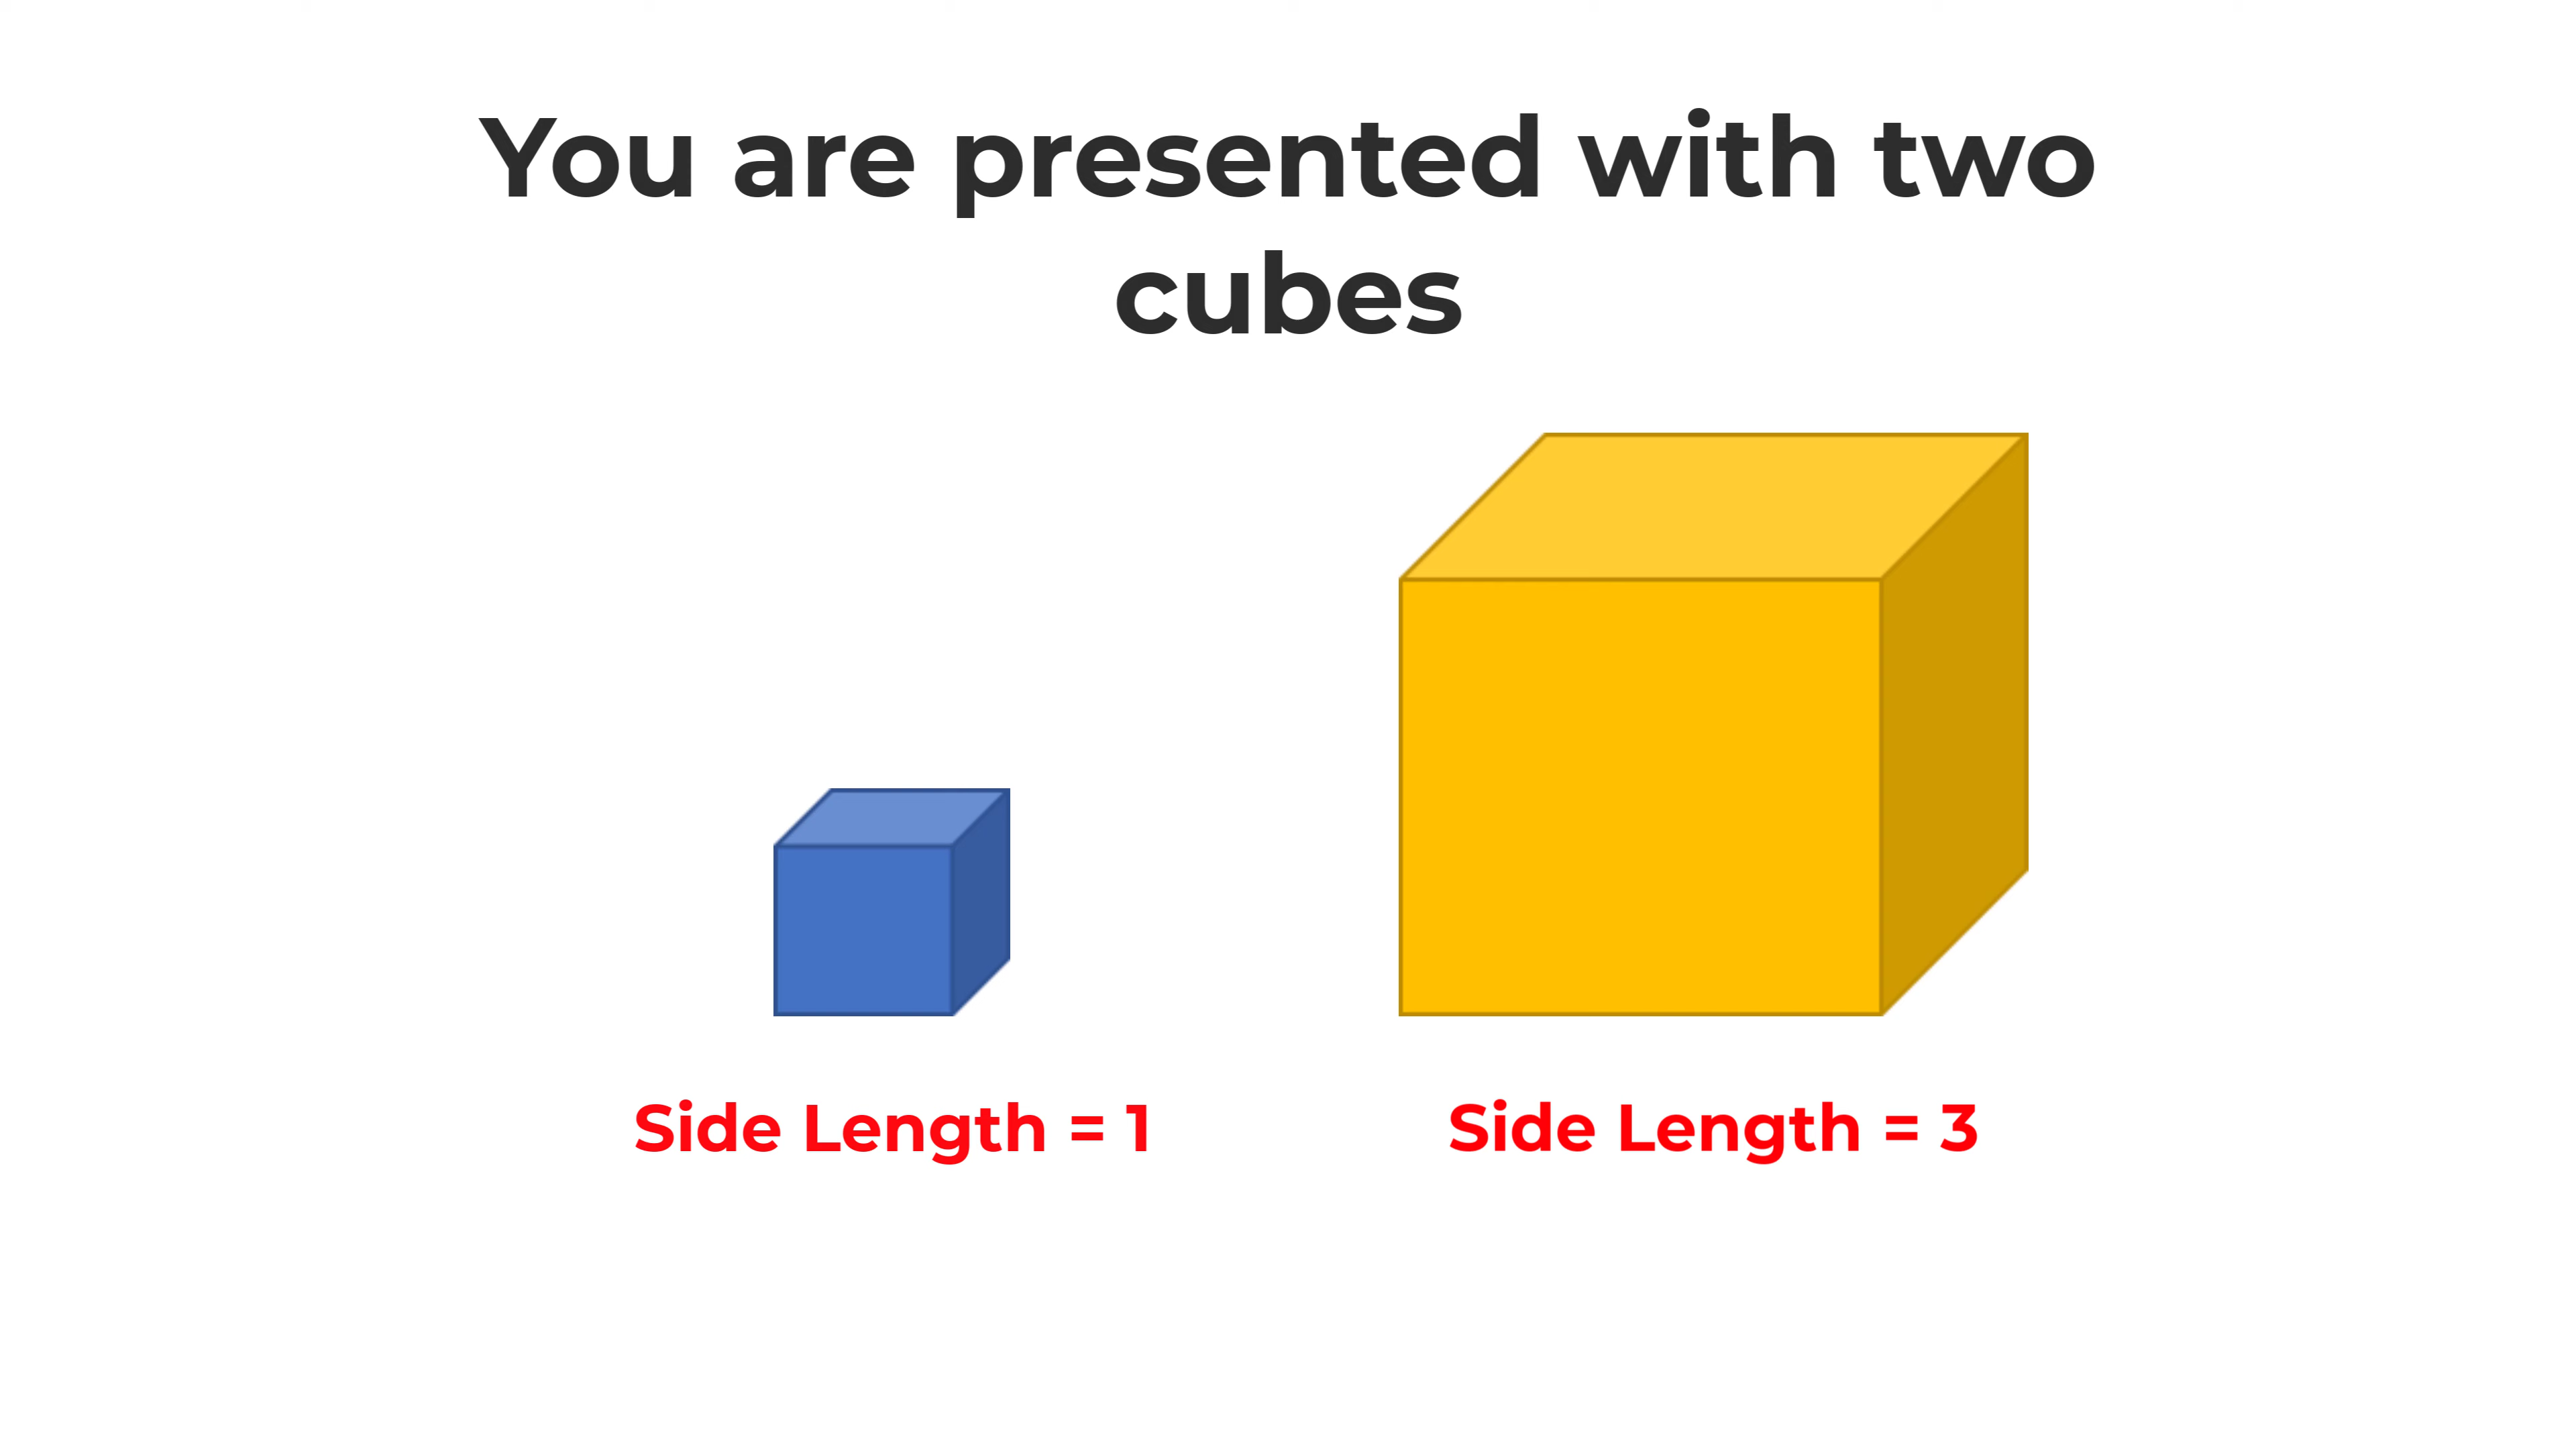 You are presented with two
cubes
Side Length = 1
Side Length = 3